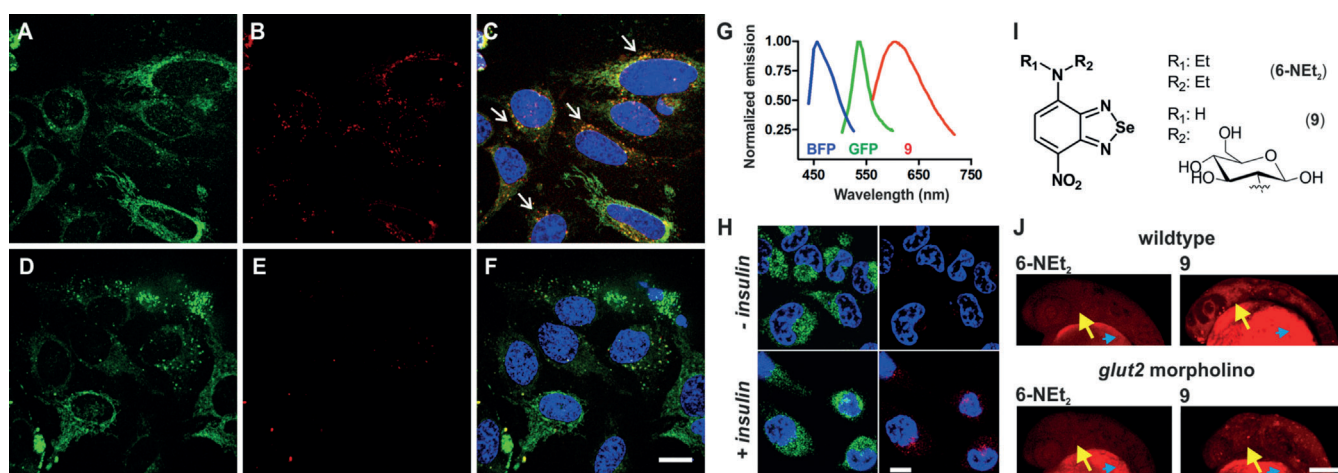 A
B
C
D
E
F
G
Normalized emission
1.00
0.75
0.50
0.25
BFP GFP 9
450 550 650 750
Wavelength (nm)
H
- insulin
+ insulin
I
R₁ R₂
N
N
Se
N
NO₂
R₁: Et
R₂: Et
(6-NEt₂)
R₁: H
R₂:
(9)
OH
HO
HO
O
OH
J
wildtype
6-NEt₂ 9
glut2 morpholino
6-NEt₂ 9